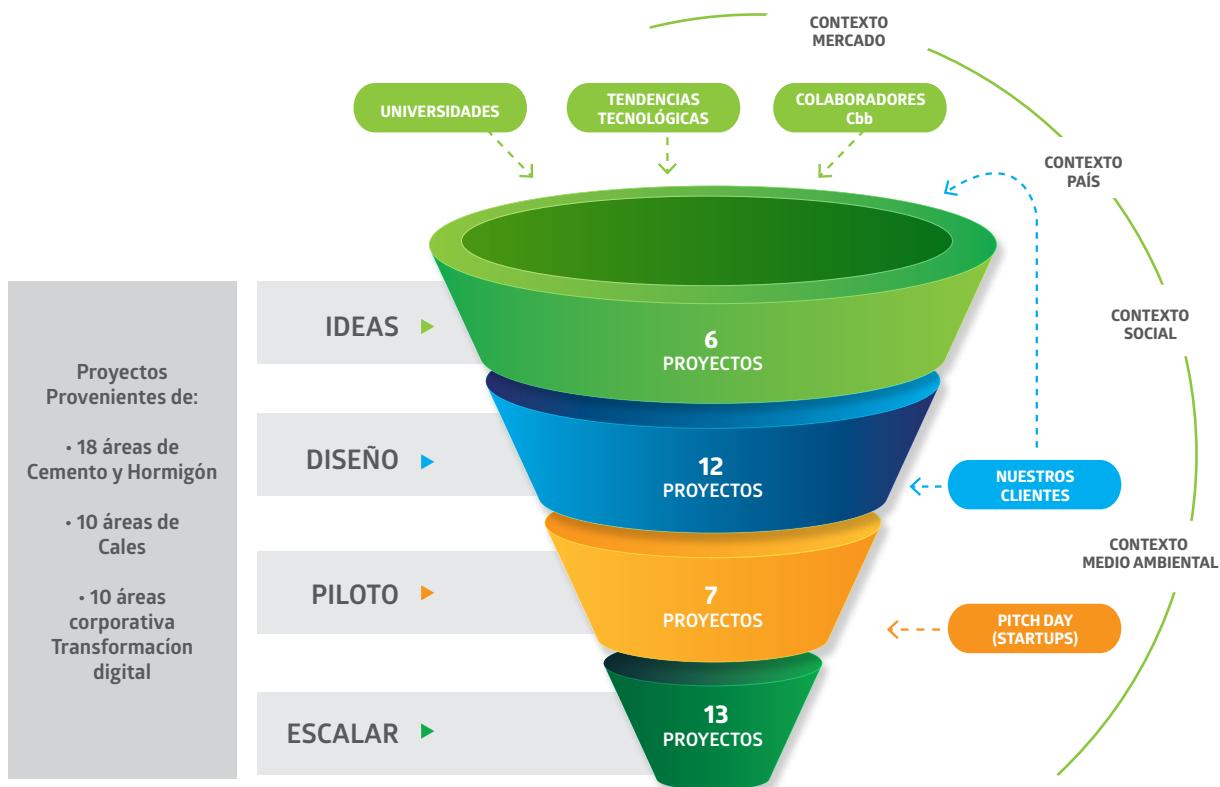 CONTEXTO
MERCADO
UNIVERSIDADES
TENDENCIAS
TECNOLÓGICAS
COLABORADORES
Cbb
CONTEXTO
PAÍS
CONTEXTO
SOCIAL
CONTEXTO
MEDIO AMBIENTAL
Proyectos
Provenientes de:
• 18 áreas de
Cemento y Hormigón
• 10 áreas de
Cales
• 10 áreas
corporativa
Transformacíon
digital
IDEAS
6
PROYECTOS
DISEÑO
12
PROYECTOS
NUESTROS
CLIENTES
PILOTO
7
PROYECTOS
PITCH DAY
(STARTUPS)
ESCALAR
13
PROYECTOS